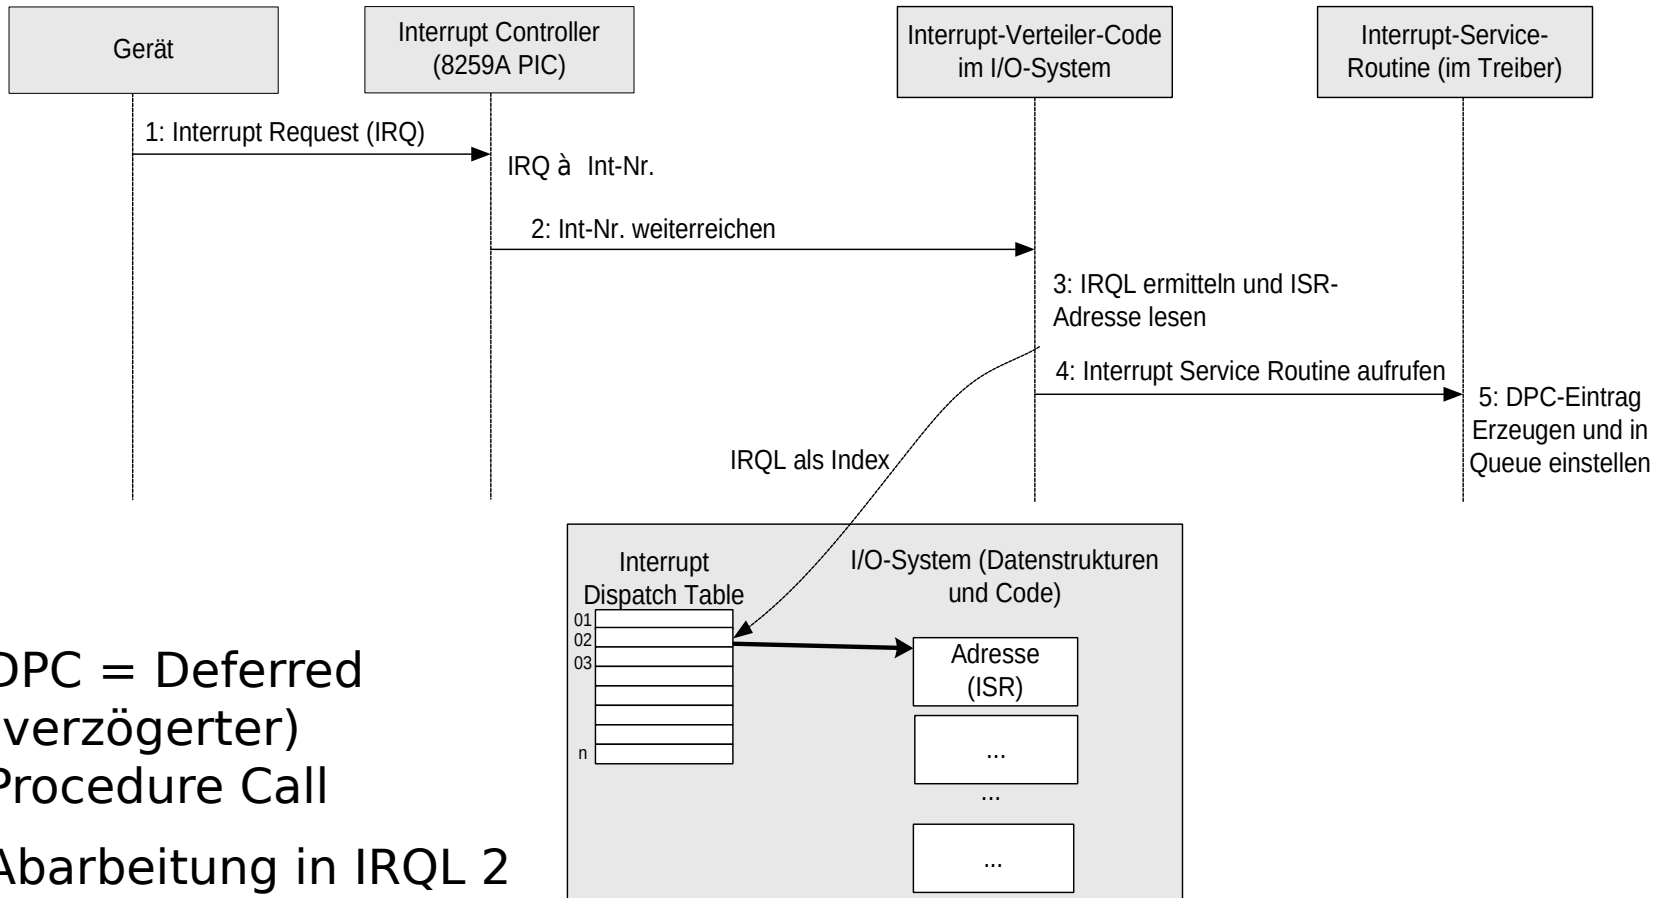 Gerät
Interrupt Controller
(8259A PIC)
Interrupt-Verteiler-Code
im I/O-System
Interrupt-Service-
Routine (im Treiber)
1: Interrupt Request (IRQ)
IRQ à Int-Nr.
2: Int-Nr. weiterreichen
3: IRQL ermitteln und ISR-
Adresse lesen
4: Interrupt Service Routine aufrufen
5: DPC-Eintrag
Erzeugen und in
Queue einstellen
IRQL als Index
Interrupt
Dispatch Table
I/O-System (Datenstrukturen
und Code)
01
02
03
n
Adresse
(ISR)
...
...
...
DPC = Deferred
verzögerter)
Procedure Call
Abarbeitung in IRQL 2